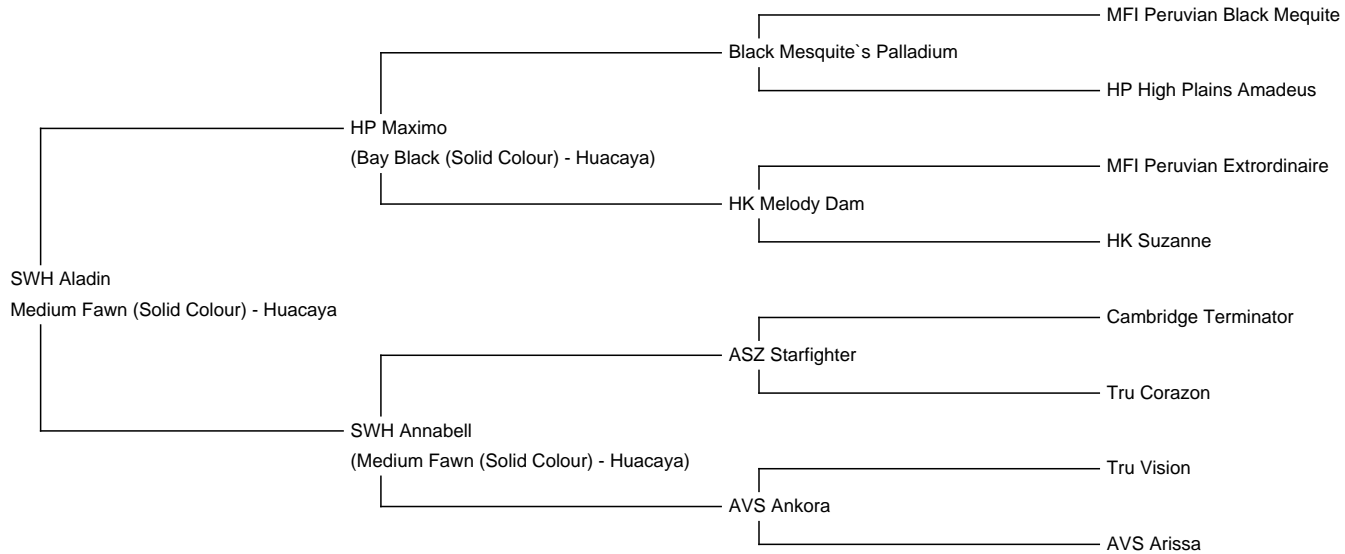 MFI Peruvian Black Mequite
Black Mesquite`s Palladium
HP High Plains Amadeus
HP Maximo
(Bay Black (Solid Colour) - Huacaya)
MFI Peruvian Extrordinaire
HK Melody Dam
HK Suzanne
SWH Aladin
Medium Fawn (Solid Colour) - Huacaya
Cambridge Terminator
ASZ Starfighter
Tru Corazon
SWH Annabell
(Medium Fawn (Solid Colour) - Huacaya)
Tru Vision
AVS Ankora
AVS Arissa